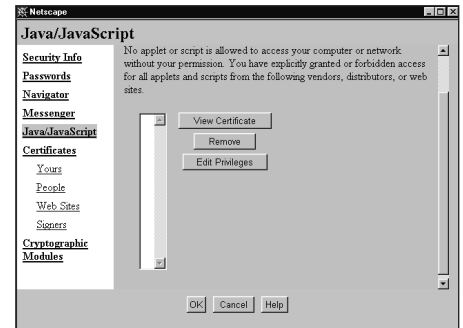 Netscape
Java/JavaScript
Security Info
Passwords
Navigator
Messenger
Java/JavaScript
Certificates
Yours
People
Web Sites
Signers
Cryptographic
Modules
No applet or script is allowed to access your computer or network
without your permission. You have explicitly granted or forbidden access
for all applets and scripts from the following vendors, distributors, or web
sites.
View Certificate
Remove
Edit Privileges
OK Cancel Help